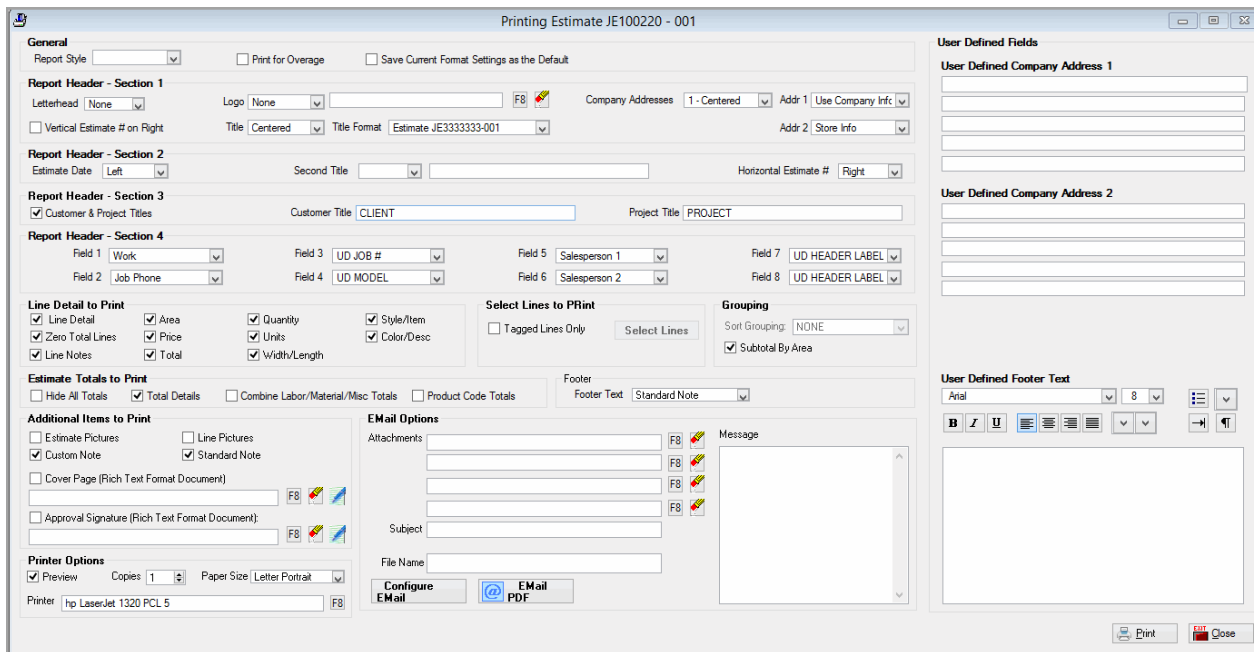 Printing Estimate JE100220 - 001
General
Report Style
Print for Overage
Save Current Format Settings as the Default
Report Header - Section 1
Letterhead None Logo None F8 Company Addresses 1 - Centered Addr 1 Use Company Infc
Vertical Estimate # on Right Title Centered Title Format Estimate JE3333333-001 Addr 2 Store Info
Report Header - Section 2
Estimate Date Left Second Title Horizontal Estimate # Right
Report Header - Section 3
Customer & Project Titles Customer Title CLIENT Project Title PROJECT
Report Header - Section 4
Field 1 Work Field 3 UD JOB # Field 5 Salesperson 1 Field 7 UD HEADER LABEL
Field 2 Job Phone Field 4 UD MODEL Field 6 Salesperson 2 Field 8 UD HEADER LABEL
Line Detail to Print
Line Detail Area Quantity Style/Item
Zero Total Lines Price Units Color/Desc
Line Notes Total Width/Length
Select Lines to PRint
Tagged Lines Only Select Lines
Grouping
Sort Grouping: NONE
Subtotal By Area
Estimate Totals to Print
Hide All Totals Total Details Combine Labor/Material/Misc Totals Product Code Totals
Footer
Footer Text Standard Note
Additional Items to Print
Estimate Pictures Line Pictures
Custom Note Standard Note
Cover Page (Rich Text Format Document)
F8
Approval Signature (Rich Text Format Document):
F8
Printer Options
Preview Copies 1 Paper Size Letter Portrait
Printer hp LaserJet 1320 PCL 5 F8
EMail Options
Attachments F8
F8
F8
F8
Subject
File Name
Configure
EMail
@ EMail
PDF
Message
User Defined Fields
User Defined Company Address 1
User Defined Company Address 2
User Defined Footer Text
Arial 8
B I U ¶
Print EXIT Close